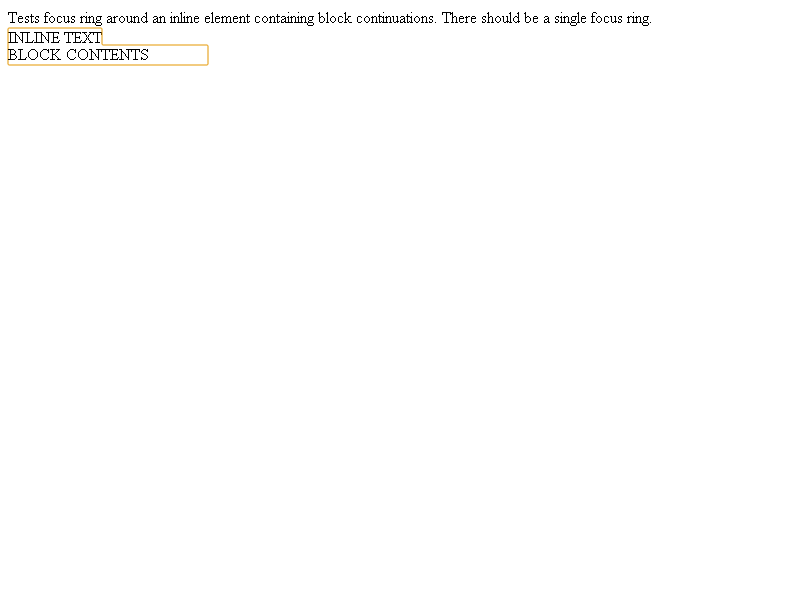 Tests focus ring around an inline element containing block continuations. There should be a single focus ring.
INLINE TEXT
BLOCK CONTENTS